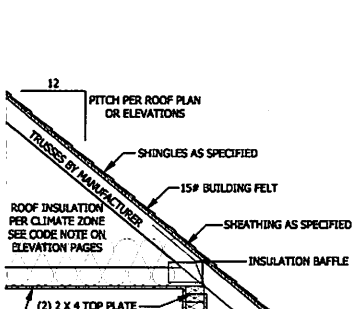 12
PITCH PER ROOF PLAN
OR ELEVATIONS
TRUSSES BY MANUFACTURER
SHINGLES AS SPECIFIED
15# BUILDING FELT
ROOF INSULATION
PER CLIMATE ZONE
SEE CODE NOTE ON
ELEVATION PAGES
SHEATHING AS SPECIFIED
INSULATION BAFFLE
(2) 2 X 4 TOP PLATE